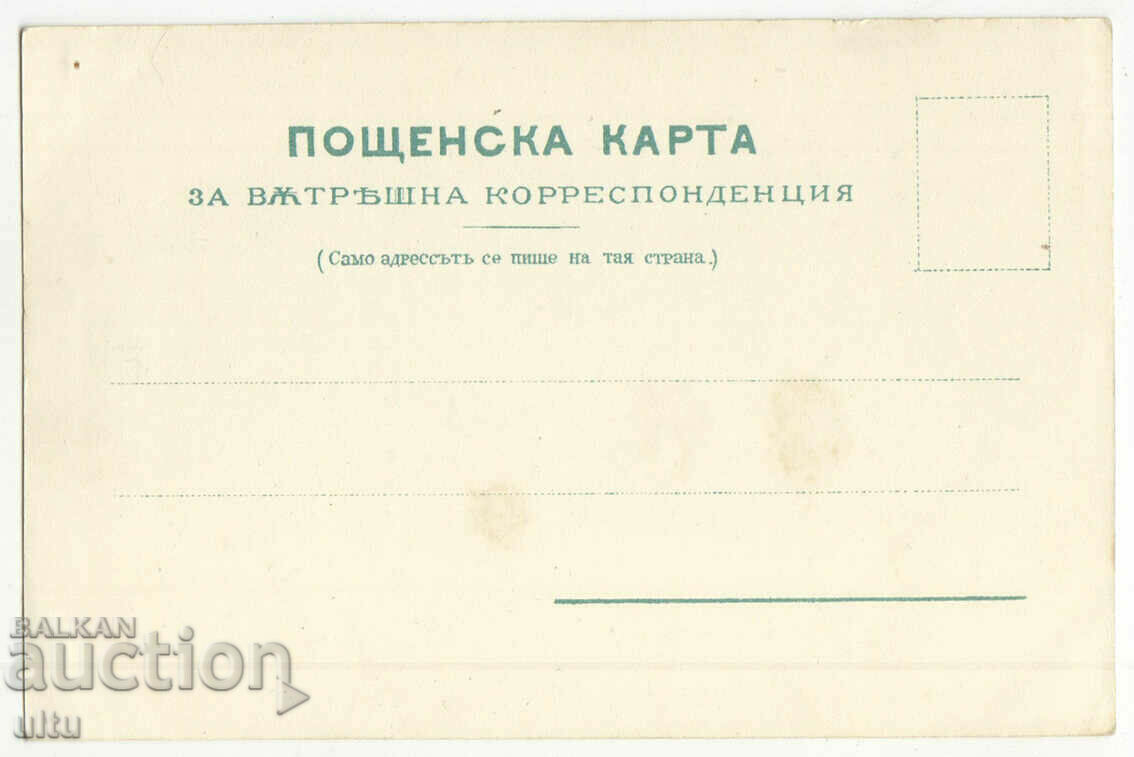 ПОЩЕНСКА КАРТА
ЗА ВѪТРѢШНА КОРРЕСПОНДЕНЦИЯ
(Само адрессътъ се пише на тая страна.)
BALKAN
auction
ultu